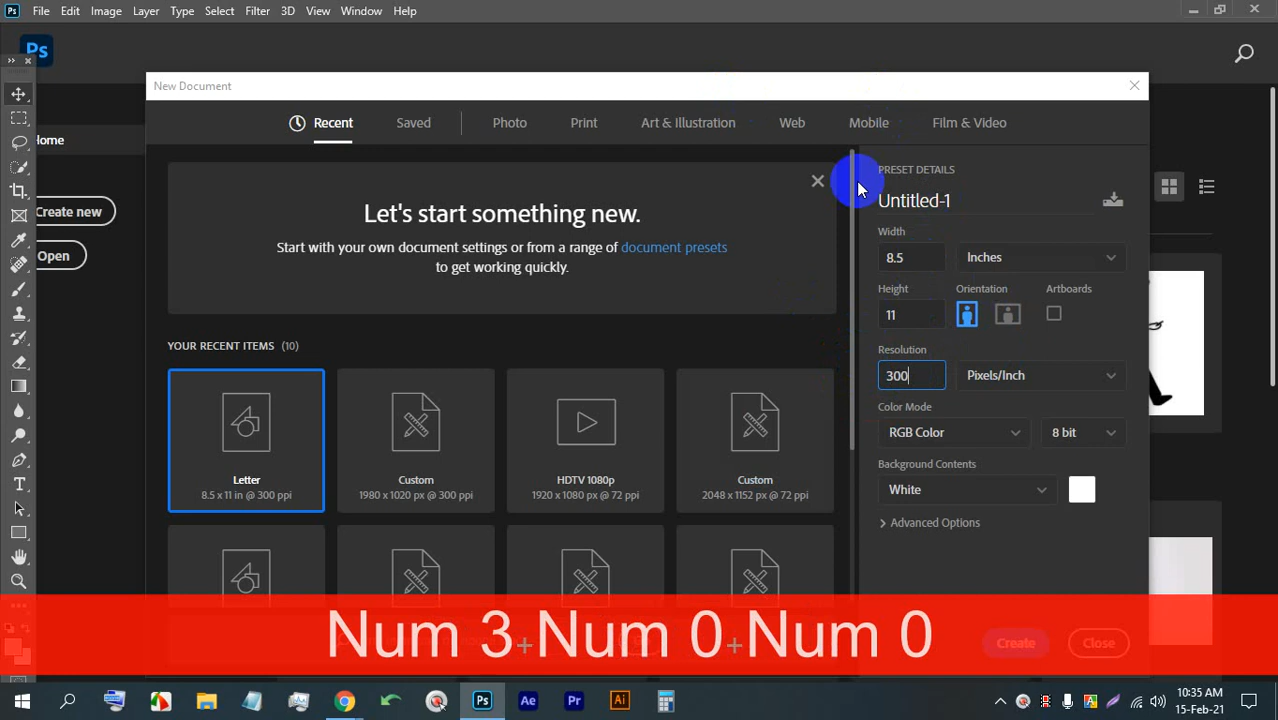 Ps File Edit Image Layer Type Select Filter 3D View Window Help
Ps
New Document
Recent Saved Photo Print Art & Illustration Web Mobile Film & Video
Home
Create new
Open
Let's start something new.
Start with your own document settings or from a range of document presets
to get working quickly.
YOUR RECENT ITEMS (10)
Letter
8.5 x 11 in @ 300 ppi
Custom
1980 x 1020 px @ 300 ppi
HDTV 1080p
1920 x 1080 px @ 72 ppi
Custom
2048 x 1152 px @ 72 ppi
PRESET DETAILS
Untitled-1
Width
8.5 Inches
Height Orientation Artboards
11
Resolution
300 Pixels/Inch
Color Mode
RGB Color 8 bit
Background Contents
White
Advanced Options
Num 3+Num 0+Num 0
Create Close
Ps Ae Pr Ai
10:35 AM
15-Feb-21